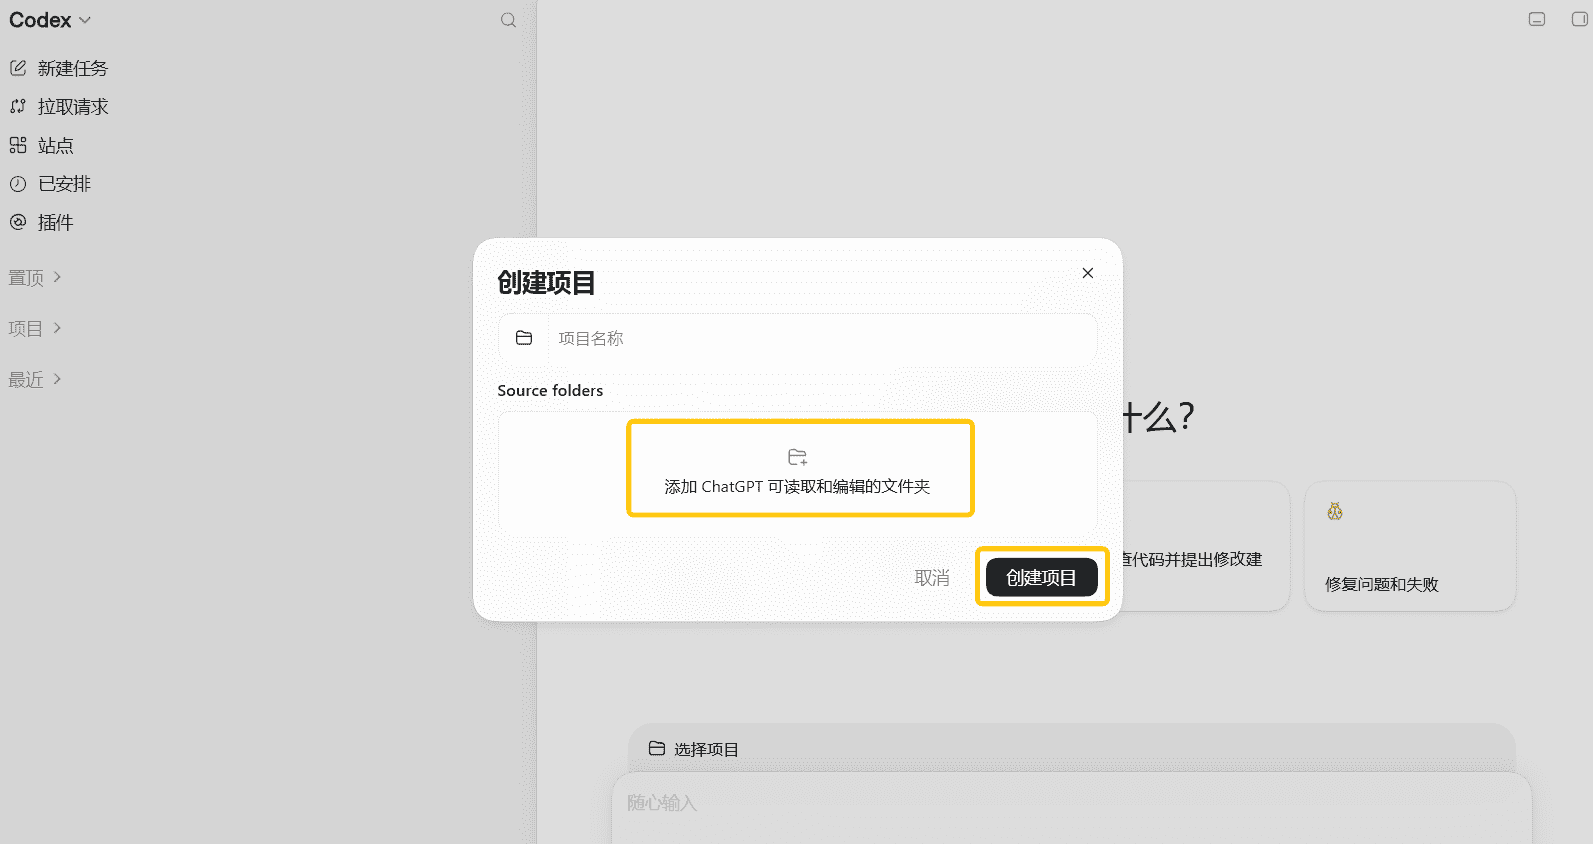 Codex
新建任务
拉取请求
站点
已安排
插件
置顶
项目
最近
创建项目
项目名称
Source folders
添加 ChatGPT 可读取和编辑的文件夹
取消
创建项目
什么？
查代码并提出修改建
修复问题和失败
选择项目
随心输入